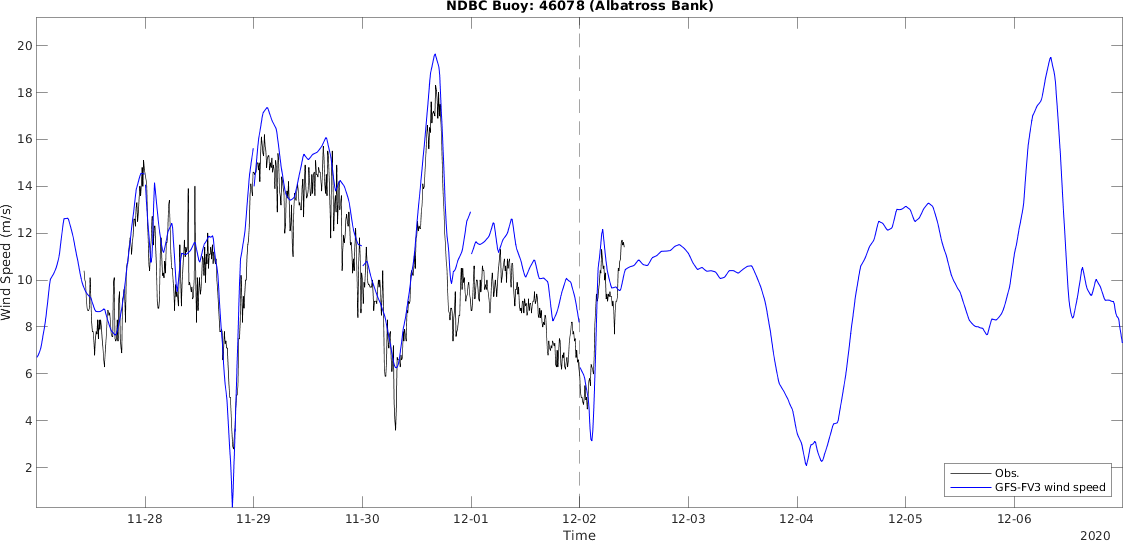 NDBC Buoy: 46078 (Albatross Bank)
20
18
16
14
12
10
8
6
4
2
Wind Speed (m/s)
Obs.
GFS-FV3 wind speed
11-28 11-29 11-30 12-01 12-02 12-03 12-04 12-05 12-06
Time
2020